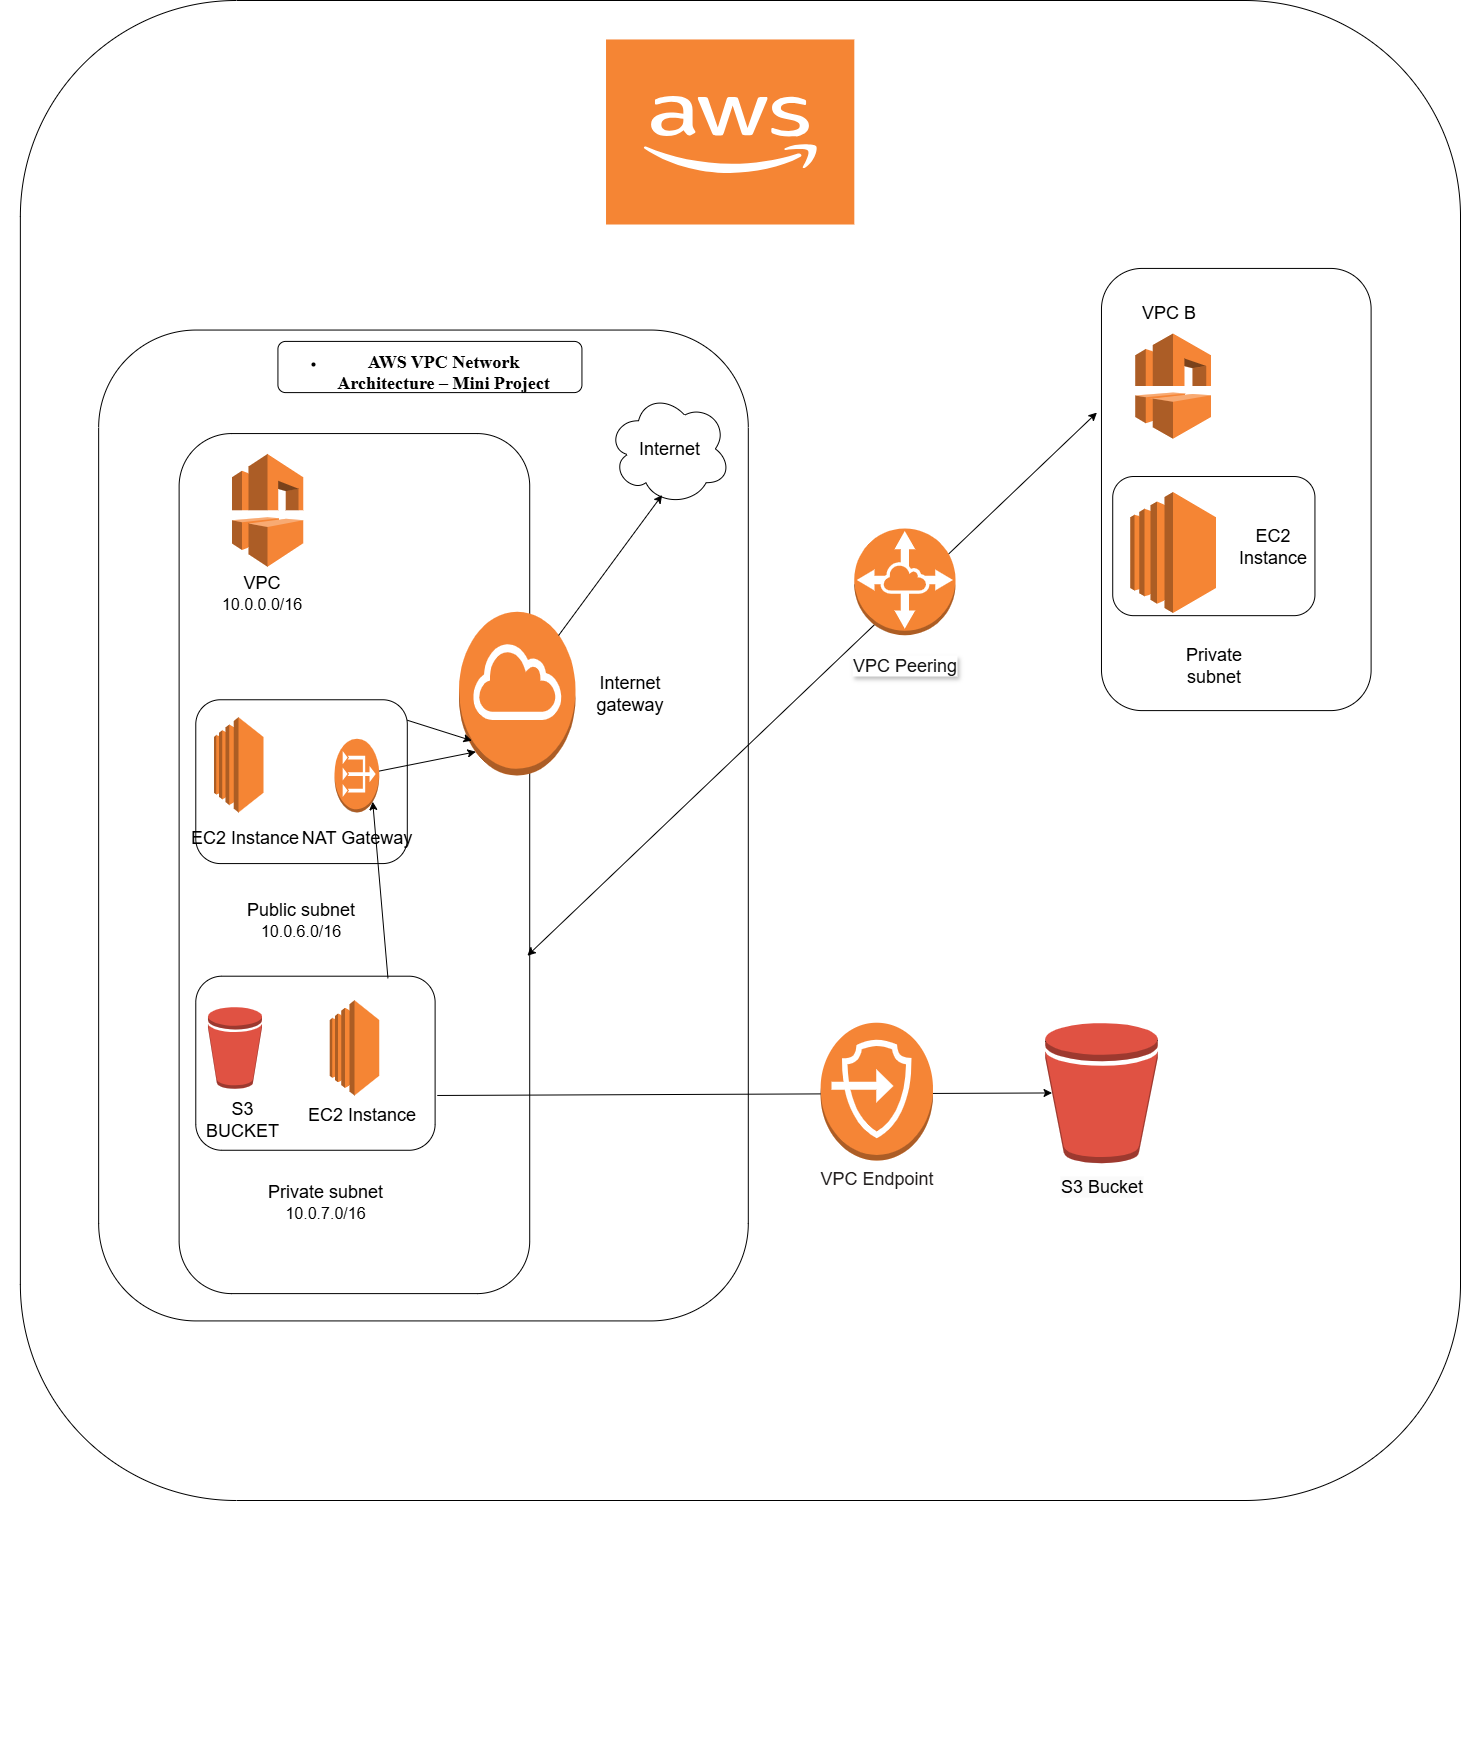 aws
VPC B
• AWS VPC Network
Architecture – Mini Project
Internet
EC2
Instance
VPC
10.0.0.0/16
Private
subnet
VPC Peering
Internet
gateway
EC2 Instance
NAT Gateway
Public subnet
10.0.6.0/16
S3
BUCKET
EC2 Instance
VPC Endpoint
S3 Bucket
Private subnet
10.0.7.0/16